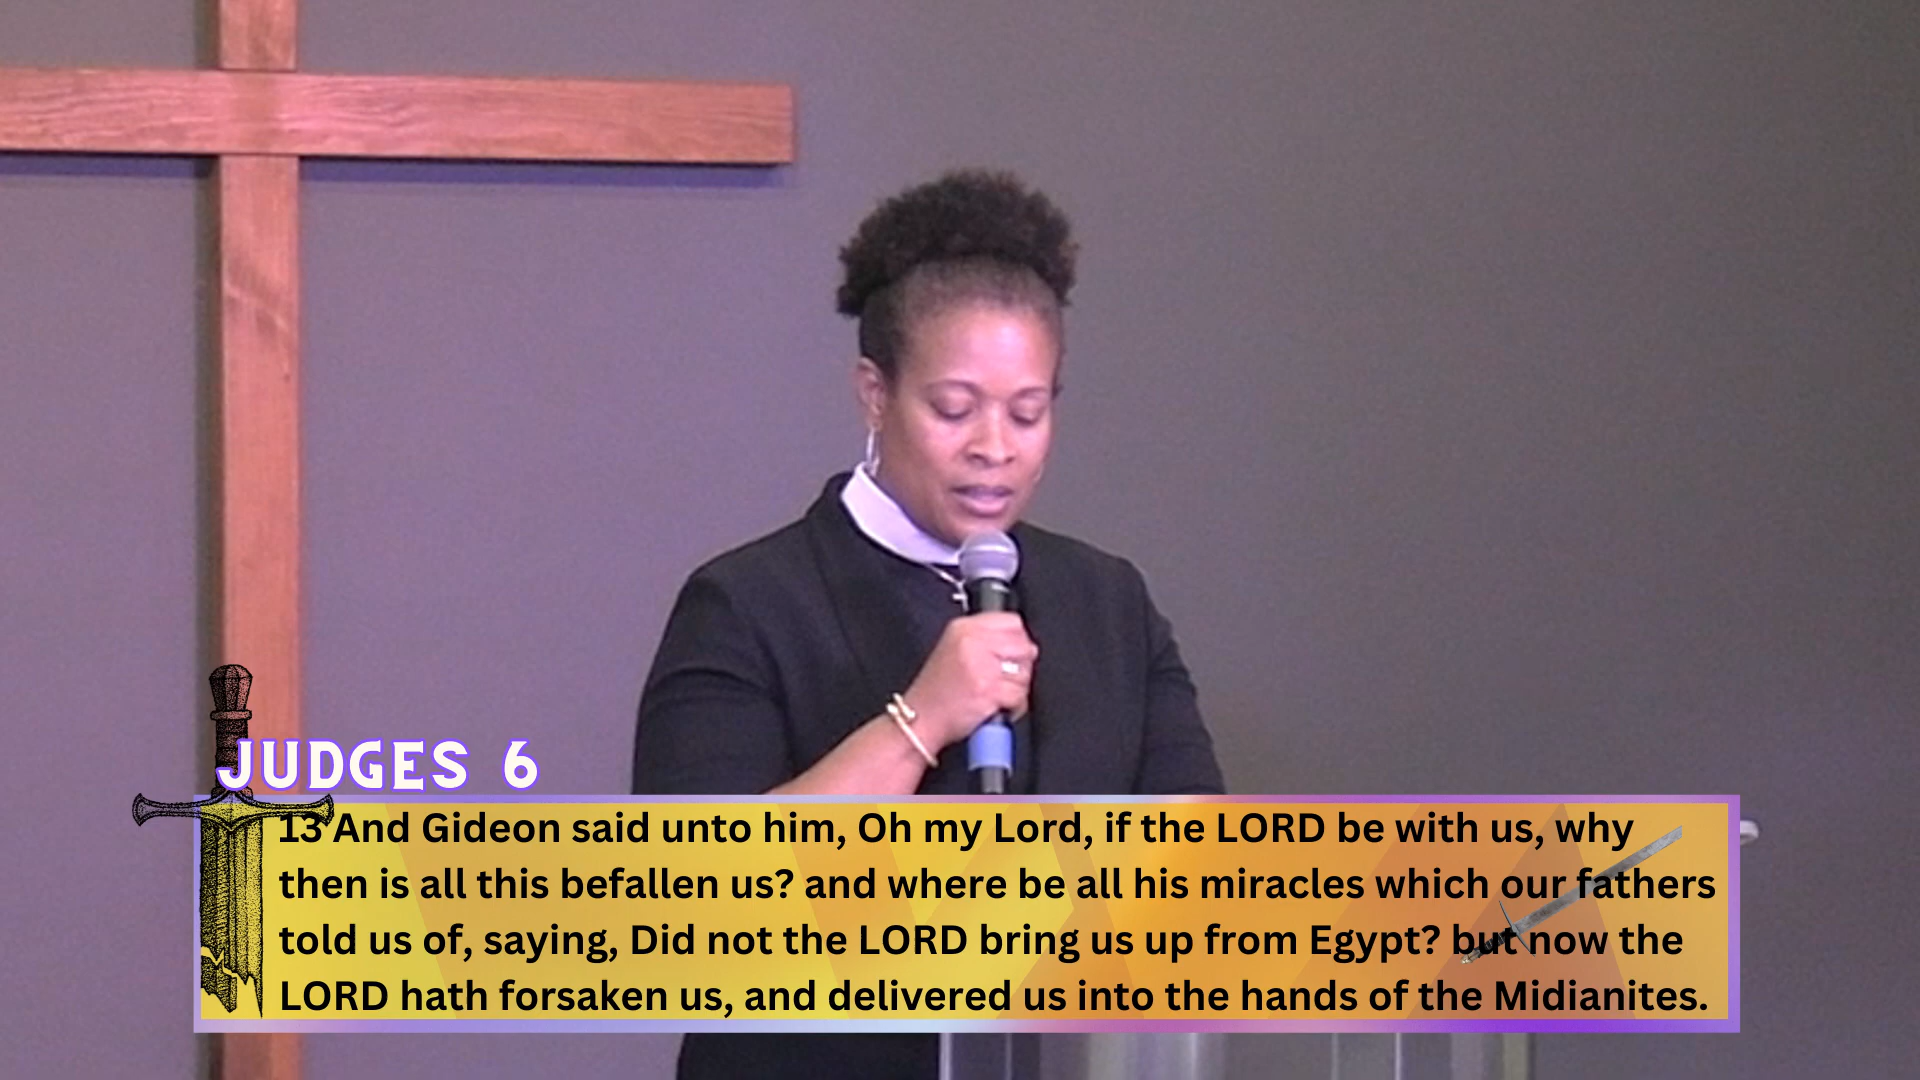 JUDGES 6
13 And Gideon said unto him, Oh my Lord, if the LORD be with us, why
then is all this befallen us? and where be all his miracles which our fathers
told us of, saying, Did not the LORD bring us up from Egypt? but now the
LORD hath forsaken us, and delivered us into the hands of the Midianites.